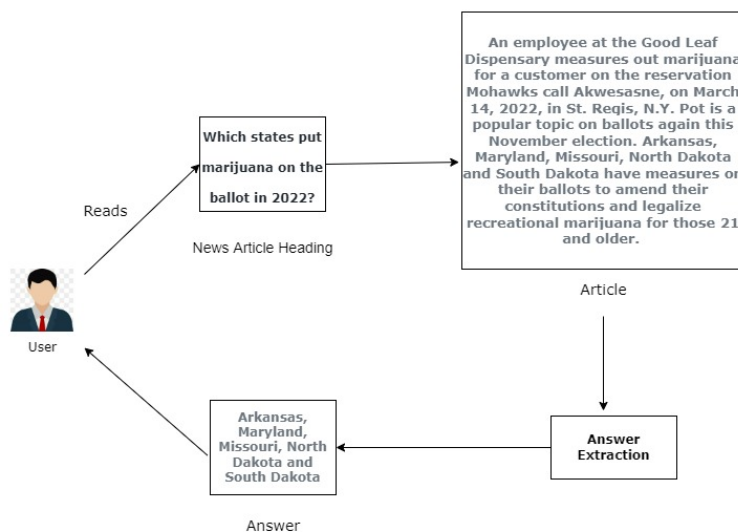 An employee at the Good Leaf
Dispensary measures out marijuana
for a customer on the reservation
Mohawks call Akwesasne, on March
14, 2022, in St. Regis, N.Y. Pot is a
popular topic on ballots again this
November election. Arkansas,
Maryland, Missouri, North Dakota
and South Dakota have measures on
their ballots to amend their
constitutions and legalize
recreational marijuana for those 21
and older.
Which states put
marijuana on the
ballot in 2022?
Reads
News Article Heading
Article
User
Arkansas,
Maryland,
Missouri, North
Dakota and
South Dakota
Answer
Extraction
Answer